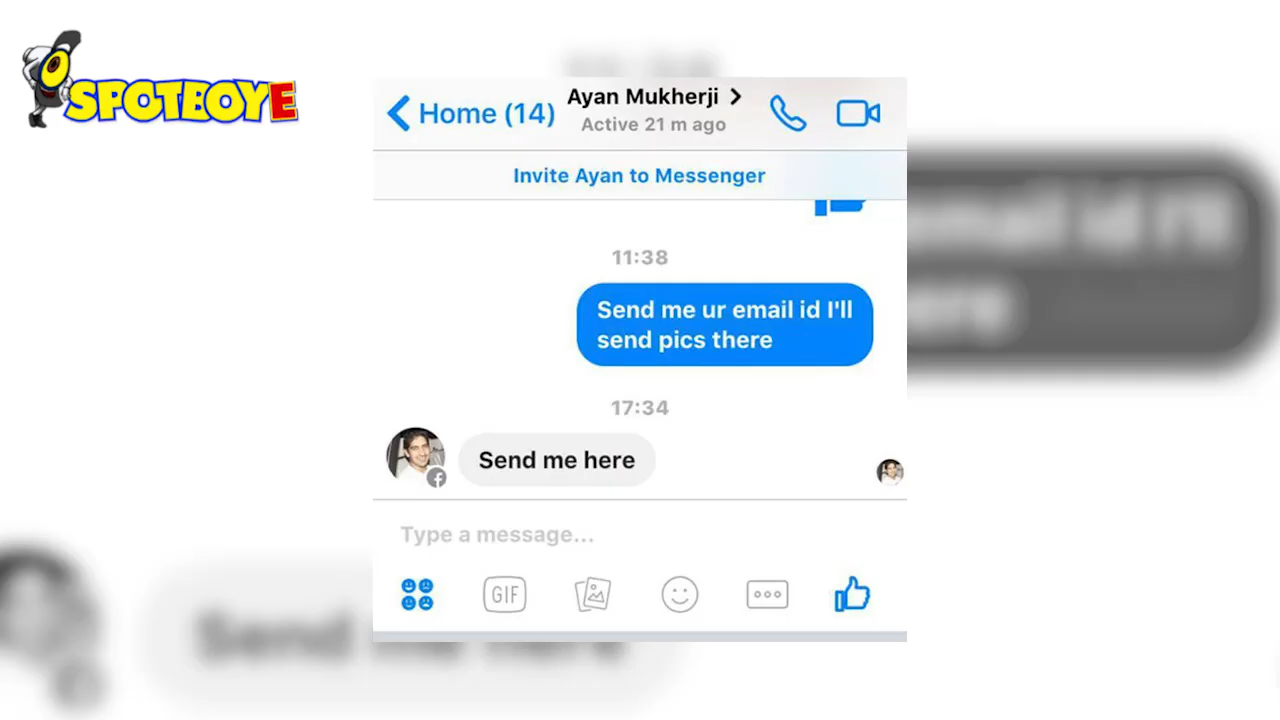 SPOTBOYE
Home (14)
Ayan Mukherji
Active 21 m ago
Invite Ayan to Messenger
11:38
Send me ur email id I'll
send pics there
17:34
Send me here
Type a message...
GIF